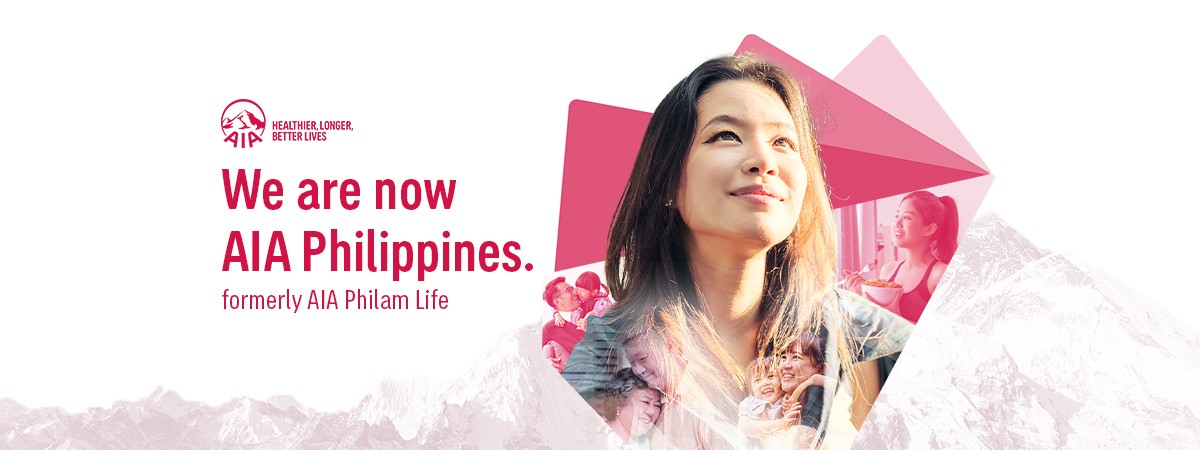 AIA
HEALTHIER, LONGER,
BETTER LIVES
We are now
AIA Philippines.
formerly AIA Philam Life